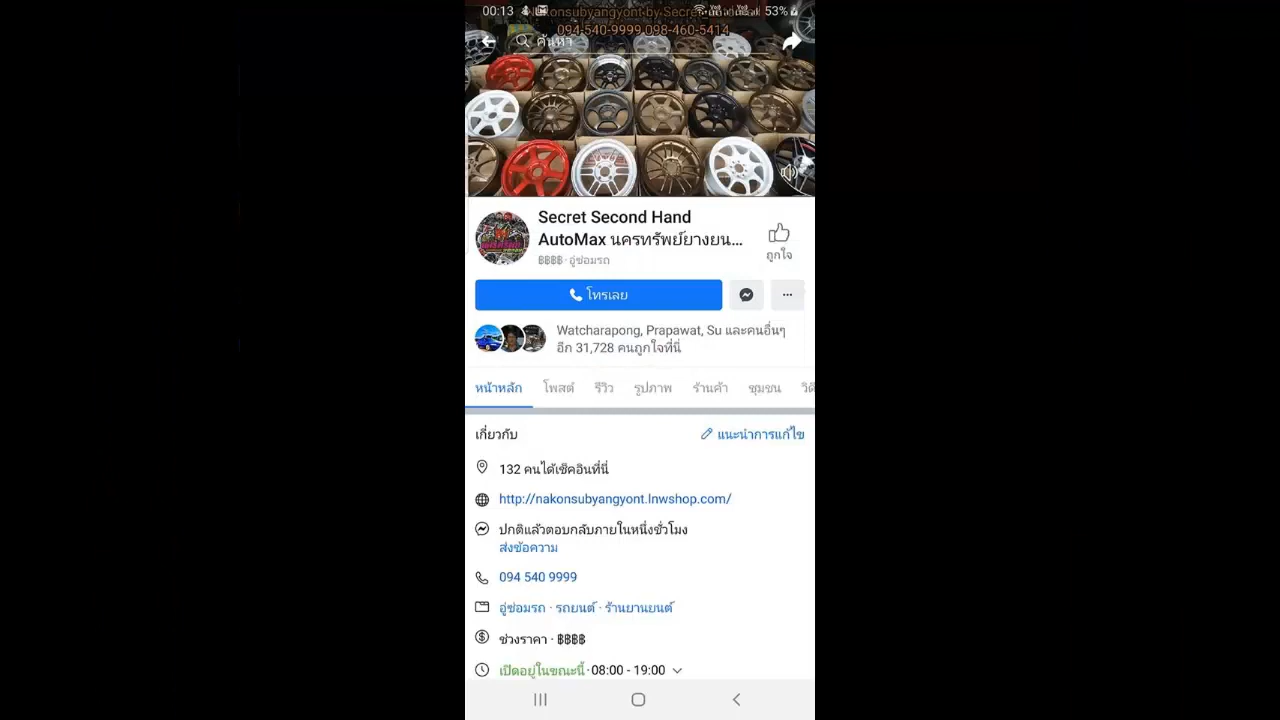 00:13
53%
Nakonsubyangyont by Secret
094-540-9999 098-460-5414
ค้นหา
Secret Second Hand
AutoMax นครทรัพย์ยางยน...
฿฿฿฿ · อู่ซ่อมรถ
ถูกใจ
โทรเลย
Watcharapong, Prapawat, Su และคนอื่นๆ
อีก 31,728 คนถูกใจที่นี่
หน้าหลัก โพสต์ รีวิว รูปภาพ ร้านค้า ชุมชน วิดี
เกี่ยวกับ
แนะนำการแก้ไข
132 คนได้เช็คอินที่นี่
http://nakonsubyangyont.lnwshop.com/
ปกติแล้วตอบกลับภายในหนึ่งชั่วโมง
ส่งข้อความ
094 540 9999
อู่ซ่อมรถ · รถยนต์ · ร้านยานยนต์
ช่วงราคา · ฿฿฿฿
เปิดอยู่ในขณะนี้ · 08:00 - 19:00